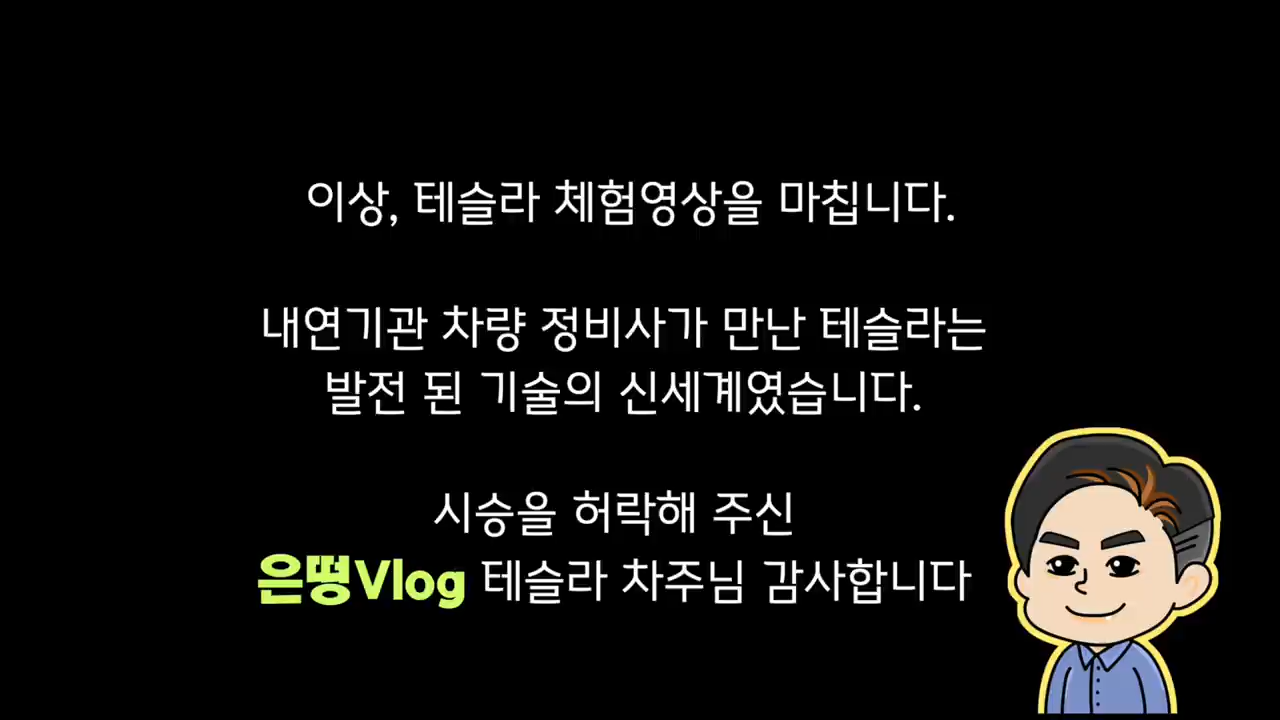 이상, 테슬라 체험영상을 마칩니다.
내연기관 차량 정비사가 만난 테슬라는
발전 된 기술의 신세계였습니다.
시승을 허락해 주신
은떵Vlog 테슬라 차주님 감사합니다